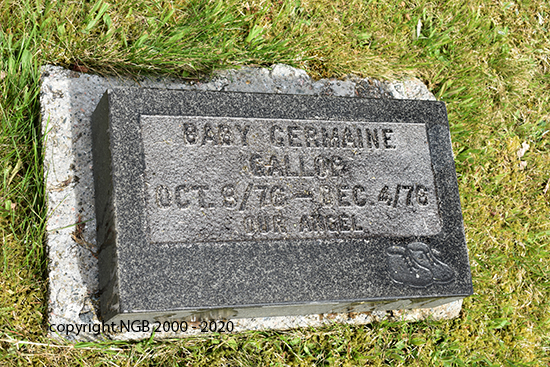 BABY GERMAINE
GALLOP
OCT. 8/76 – DEC. 4/76
OUR ANGEL
copyright NGB 2000 - 2020